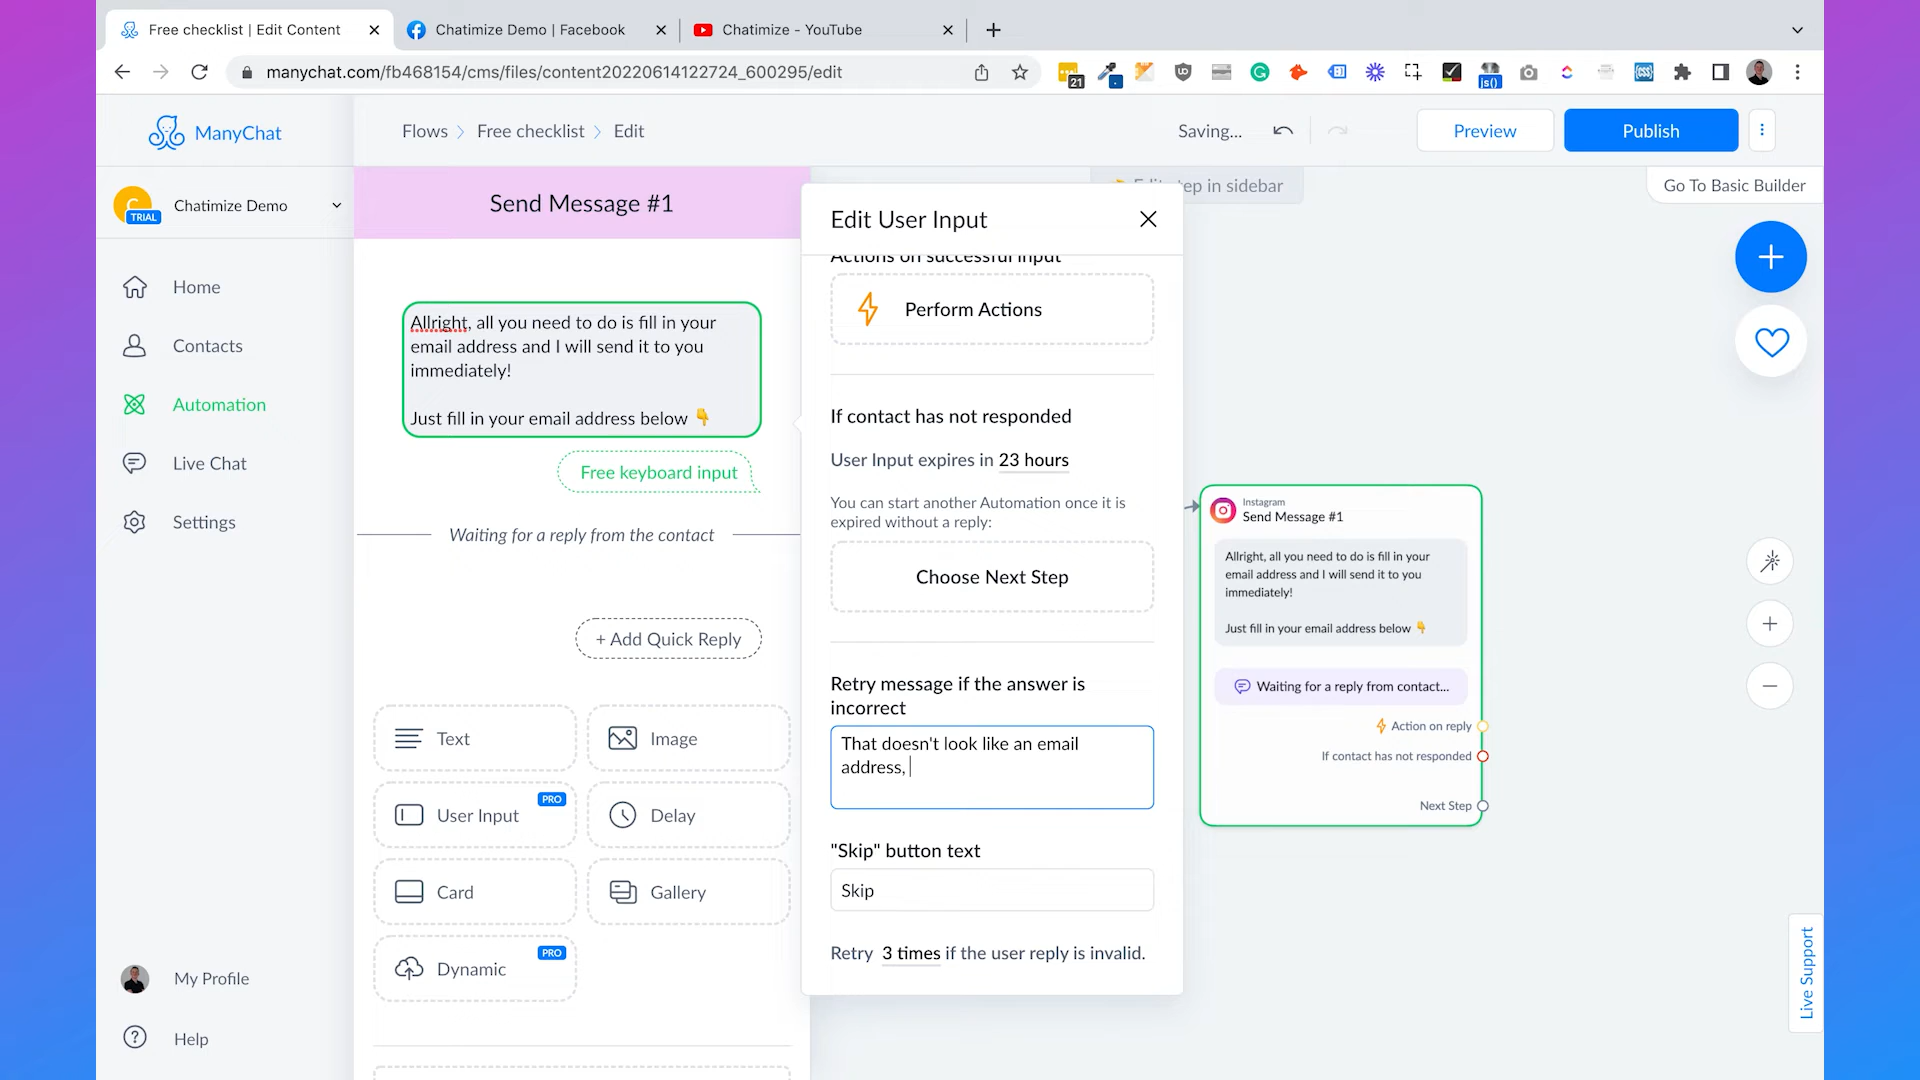 Free checklist | Edit Content
Chatimize Demo | Facebook
Chatimize - YouTube
manychat.com/fb468154/cms/files/content20220614122724_600295/edit
21
js()
ManyChat
Flows
Free checklist
Edit
Saving...
Preview
Publish
TRIAL
Chatimize Demo
Send Message #1
Edit step in sidebar
Go To Basic Builder
Home
Contacts
Automation
Live Chat
Settings
My Profile
Help
Allright, all you need to do is fill in your
email address and I will send it to you
immediately!
Just fill in your email address below 👇
Free keyboard input
Waiting for a reply from the contact
+ Add Quick Reply
Text
Image
User Input
PRO
Delay
Card
Gallery
Dynamic
PRO
Edit User Input
Actions on successful input
Perform Actions
If contact has not responded
User Input expires in 23 hours
You can start another Automation once it is
expired without a reply:
Choose Next Step
Retry message if the answer is
incorrect
That doesn't look like an email
address,
"Skip" button text
Skip
Retry 3 times if the user reply is invalid.
Instagram
Send Message #1
Allright, all you need to do is fill in your
email address and I will send it to you
immediately!
Just fill in your email address below 👇
Waiting for a reply from contact...
Action on reply
If contact has not responded
Next Step
Live Support